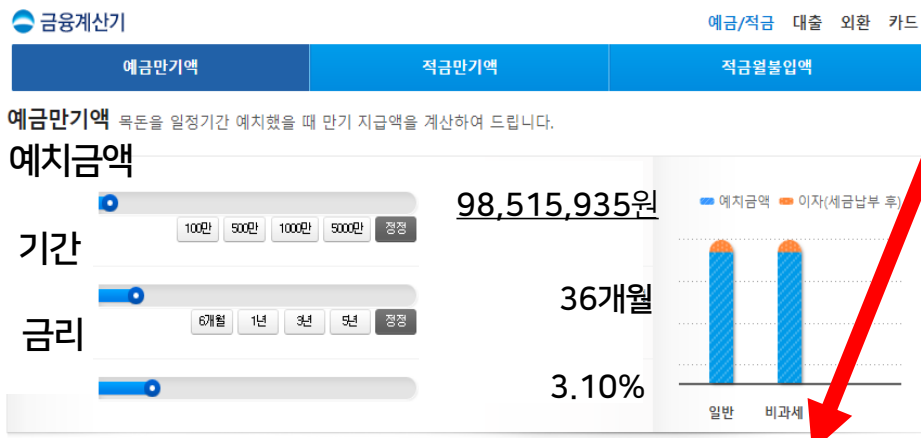 금융계산기
예금/적금 대출 외환 카드
예금만기액 적금만기액 적금월불입액
예금만기액 목돈을 일정기간 예치했을 때 만기 지급액을 계산하여 드립니다.
예치금액
98,515,935원
100만 500만 1000만 5000만 정정
기간
36개월
6개월 1년 3년 5년 정정
금리
3.10%
예치금액 이자(세금납부 후)
일반 비과세